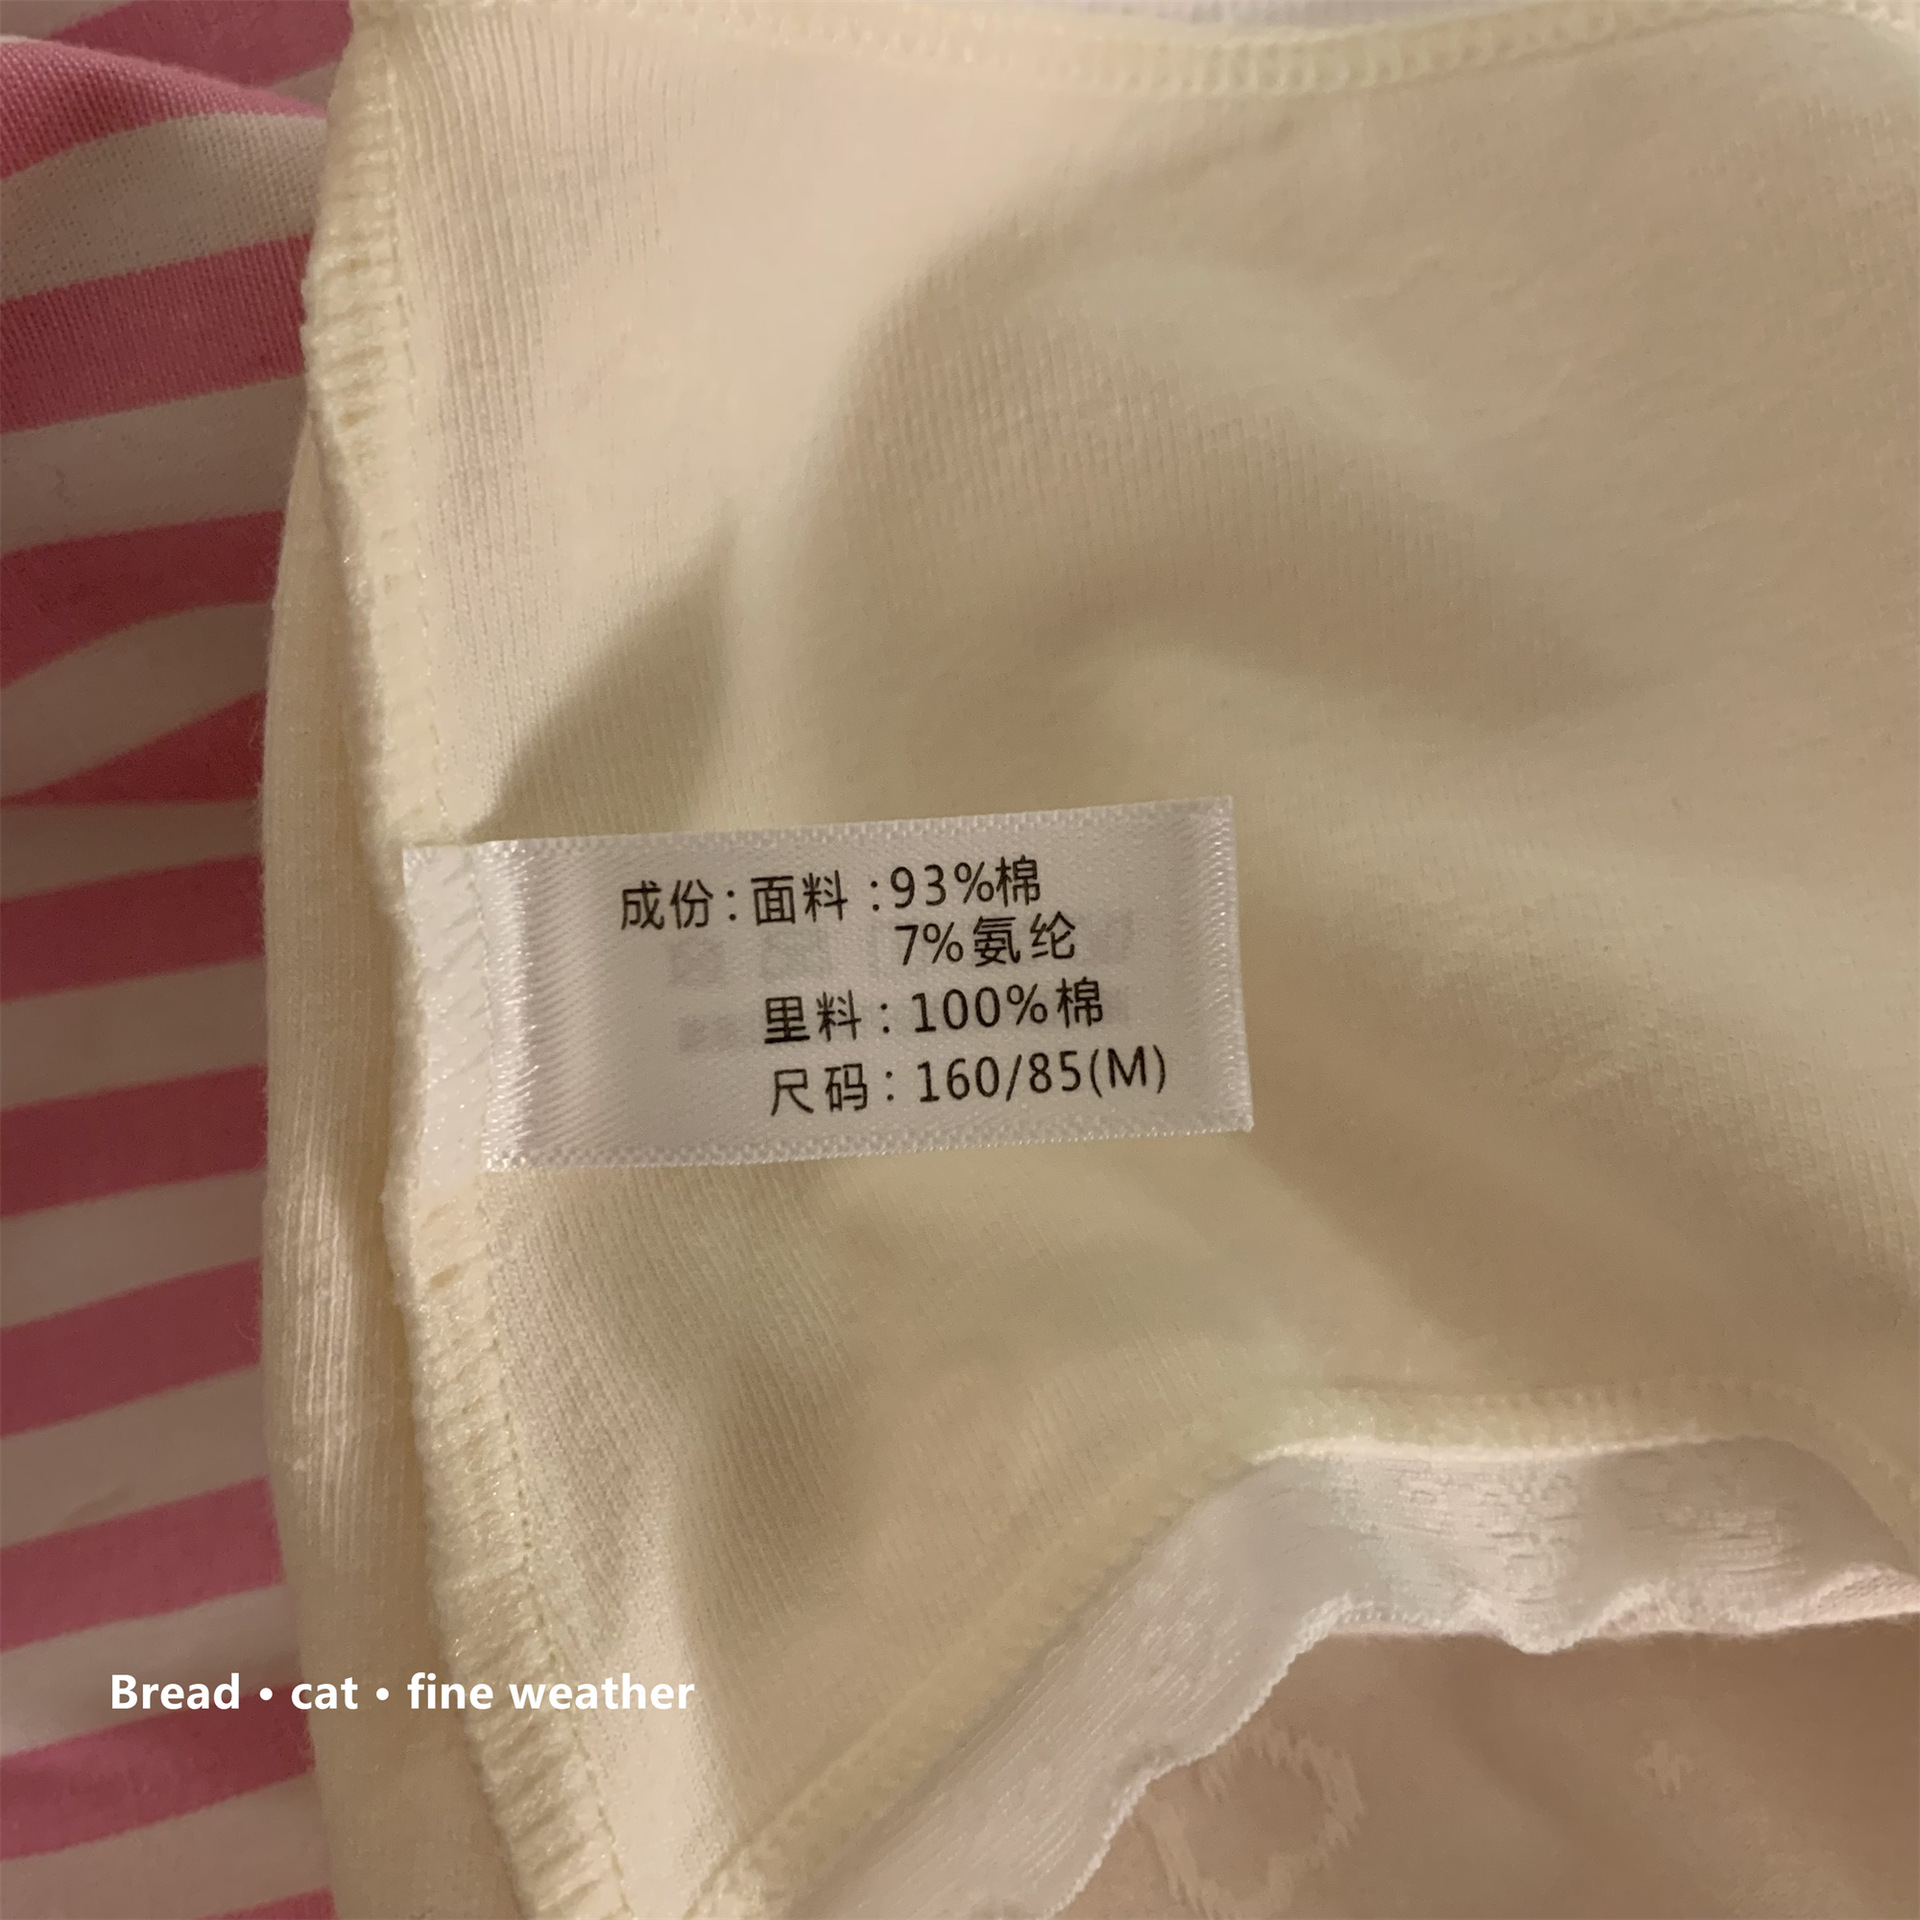 成份:面料:93%棉
7%氨纶
里料:100%棉
尺码:160/85(M)
Bread • cat • fine weather